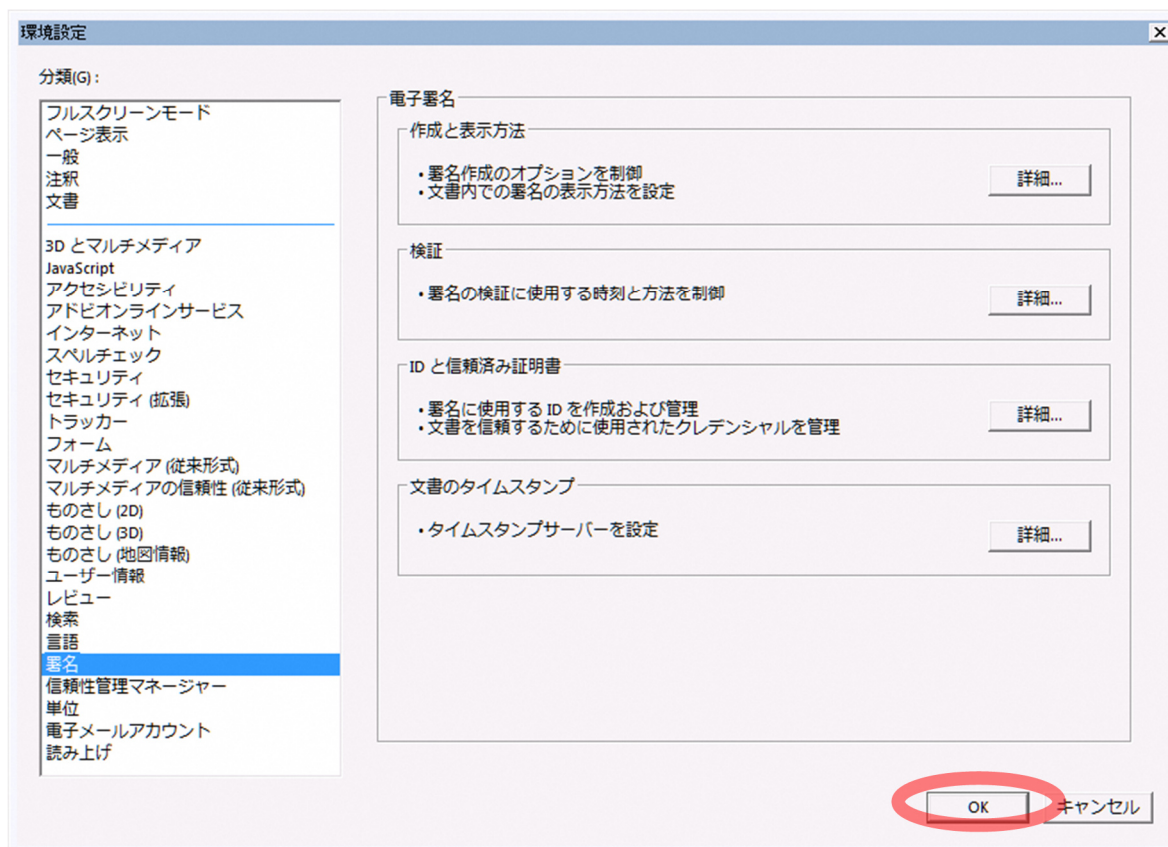 環境設定
分類(G):
フルスクリーンモード
ページ表示
一般
注釈
文書
3D とマルチメディア
JavaScript
アクセシビリティ
アドビオンラインサービス
インターネット
スペルチェック
セキュリティ
セキュリティ (拡張)
トラッカー
フォーム
マルチメディア (従来形式)
マルチメディアの信頼性 (従来形式)
ものさし (2D)
ものさし (3D)
ものさし (地図情報)
ユーザー情報
レビュー
検索
言語
署名
信頼性管理マネージャー
単位
電子メールアカウント
読み上げ
電子署名
作成と表示方法
・署名作成のオプションを制御
・文書内での署名の表示方法を設定
詳細...
検証
・署名の検証に使用する時刻と方法を制御
詳細...
ID と信頼済み証明書
・署名に使用する ID を作成および管理
・文書を信頼するために使用されたクレデンシャルを管理
詳細...
文書のタイムスタンプ
・タイムスタンプサーバーを設定
詳細...
OK
キャンセル